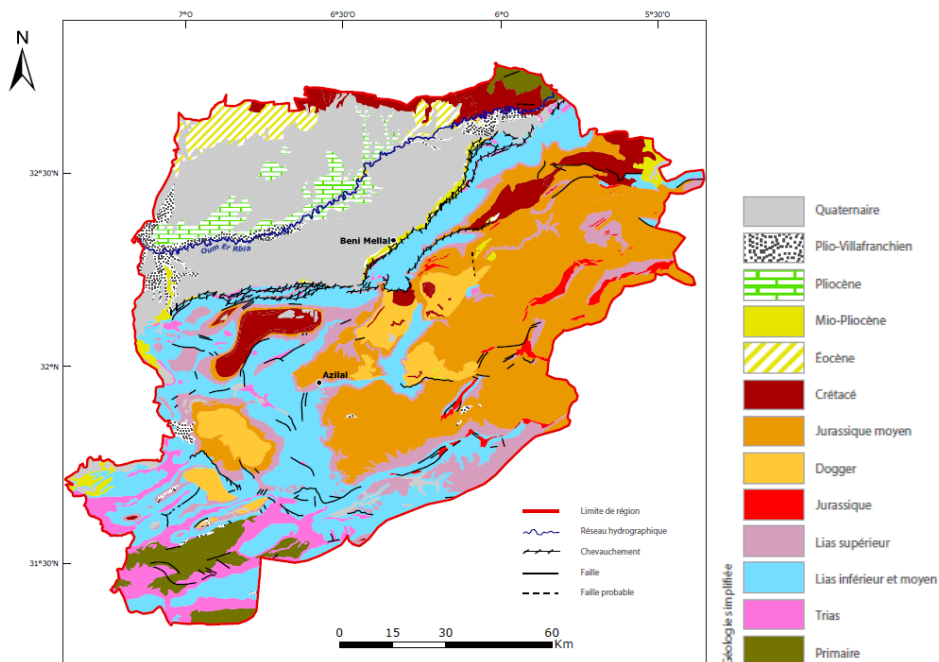 7°0
6°30'
6°0
5°30'0
N
32°30'N
Beni Mellal
Oum Er Rbia
32°N
Azilal
31°30'N
Limite de région
Réseau hydrographique
Chevauchement
Faille
Faille probable
0 15 30 60
Km
Géologie simplifiée
Quaternaire
Plio-Villafranchien
Pliocène
Mio-Pliocène
Éocène
Crétacé
Jurassique moyen
Dogger
Jurassique
Lias supérieur
Lias inférieur et moyen
Trias
Primaire